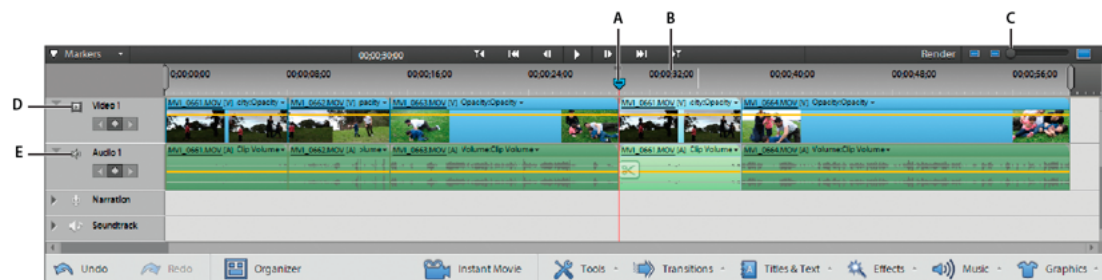 A B C
Markers 00;00;30;00 Render
0;00;00;00 00;00;08;00 00;00;16;00 00;00;24;00 00;00;32;00 00;00;40;00 00;00;48;00 00;00;56;00
D Video 1 MVI_0661.MOV [V] city:Opacity MVI_0662.MOV [V] pacity MVI_0663.MOV [V] Opacity:Opacity MVI_0661.MOV [V] city:Opacity MVI_0664.MOV [V] Opacity:Opacity
E Audio 1 MVI_0661.MOV [A] Clip Volume MVI_0662.MOV [A] olume MVI_0663.MOV [A] Volume:Clip Volume MVI_0661.MOV [A] Clip Volume MVI_0664.MOV [A] Volume:Clip Volume
Narration
Soundtrack
Undo Redo Organizer Instant Movie Tools Transitions Titles & Text Effects Music Graphics